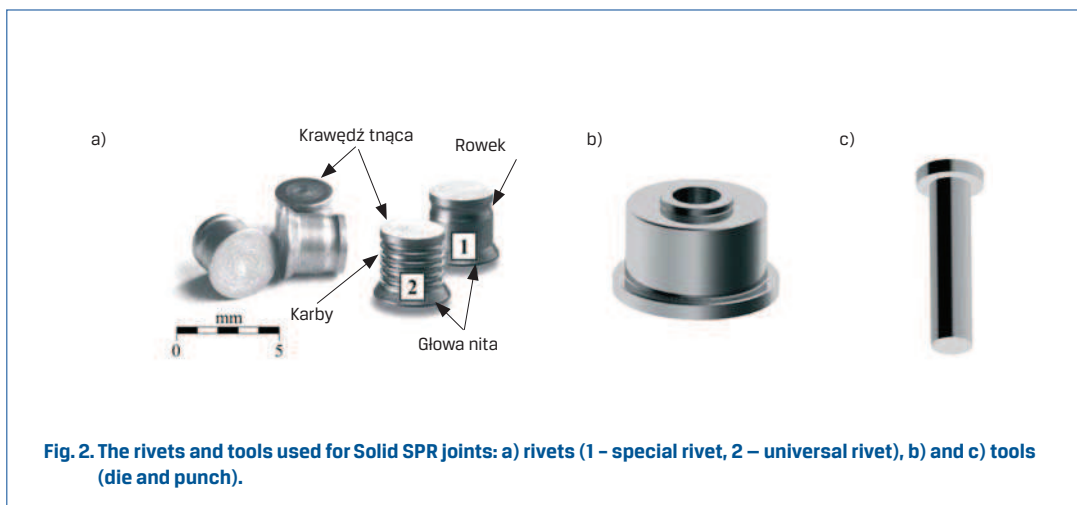 a)
Krawędź tnąca
Rowek
b)
c)
1
2
Karby
mm
0 5
Głowa nita
Fig. 2. The rivets and tools used for Solid SPR joints: a) rivets (1 – special rivet, 2 – universal rivet), b) and c) tools
(die and punch).